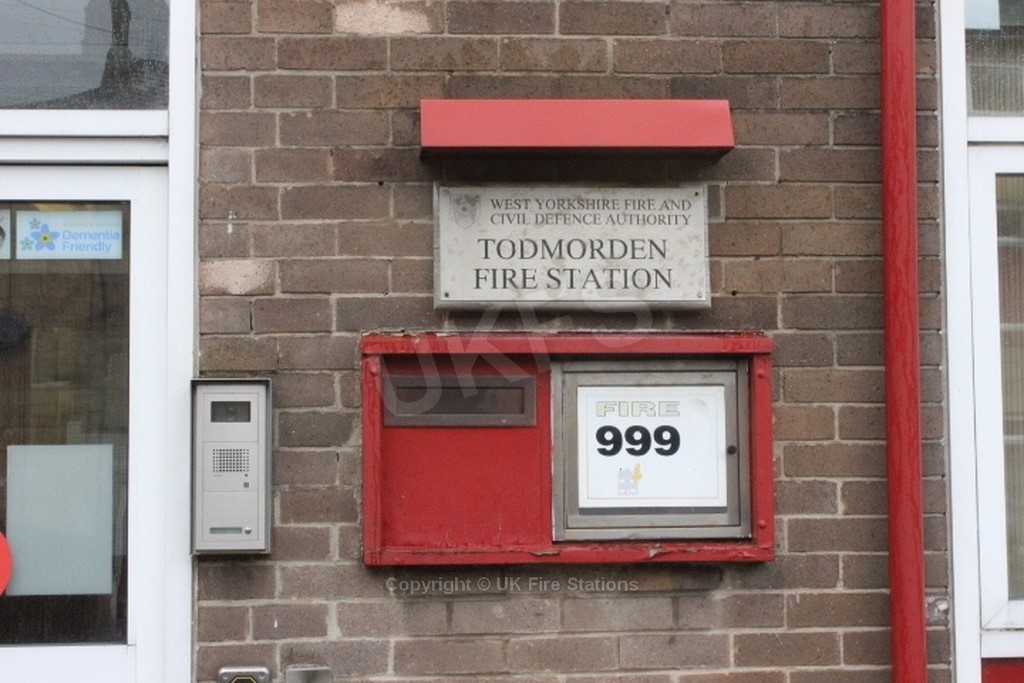 WEST YORKSHIRE FIRE AND
CIVIL DEFENCE AUTHORITY
TODMORDEN
FIRE STATION
Dementia
Friendly
UKFS
FIRE
999
Copyright © UK Fire Stations